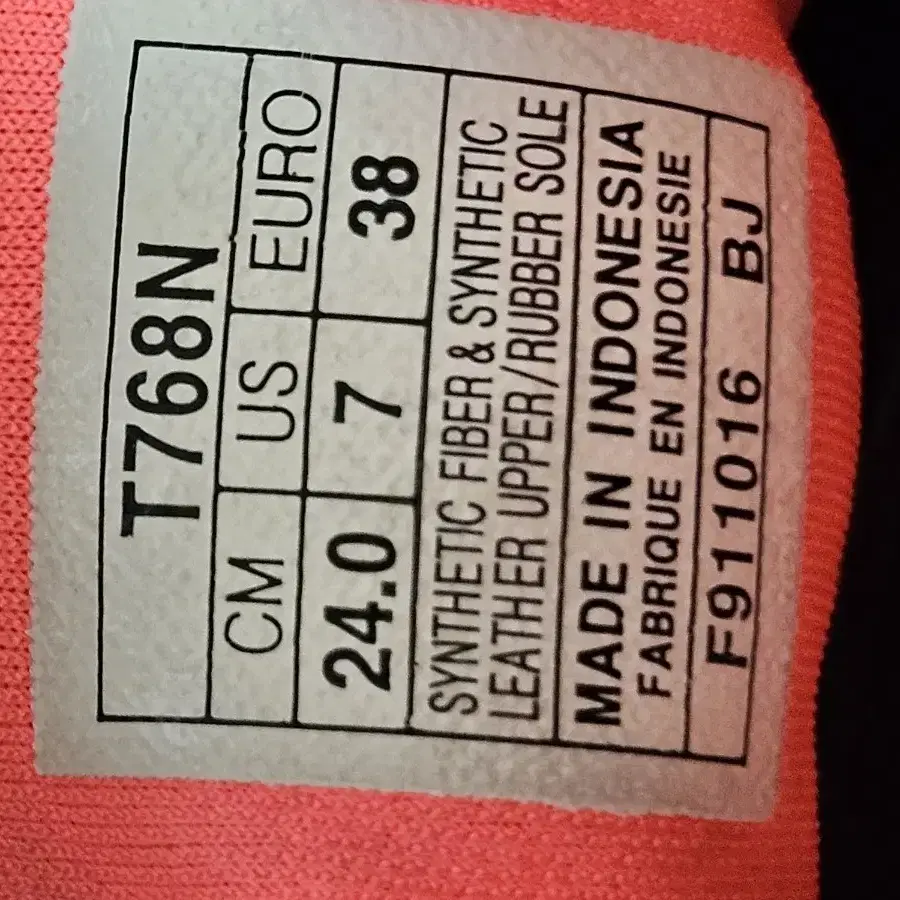 T768N
CM US EURO
24.0 7 38
SYNTHETIC FIBER & SYNTHETIC
LEATHER UPPER/RUBBER SOLE
MADE IN INDONESIA
FABRIQUE EN INDONESIE
F911016 BJ